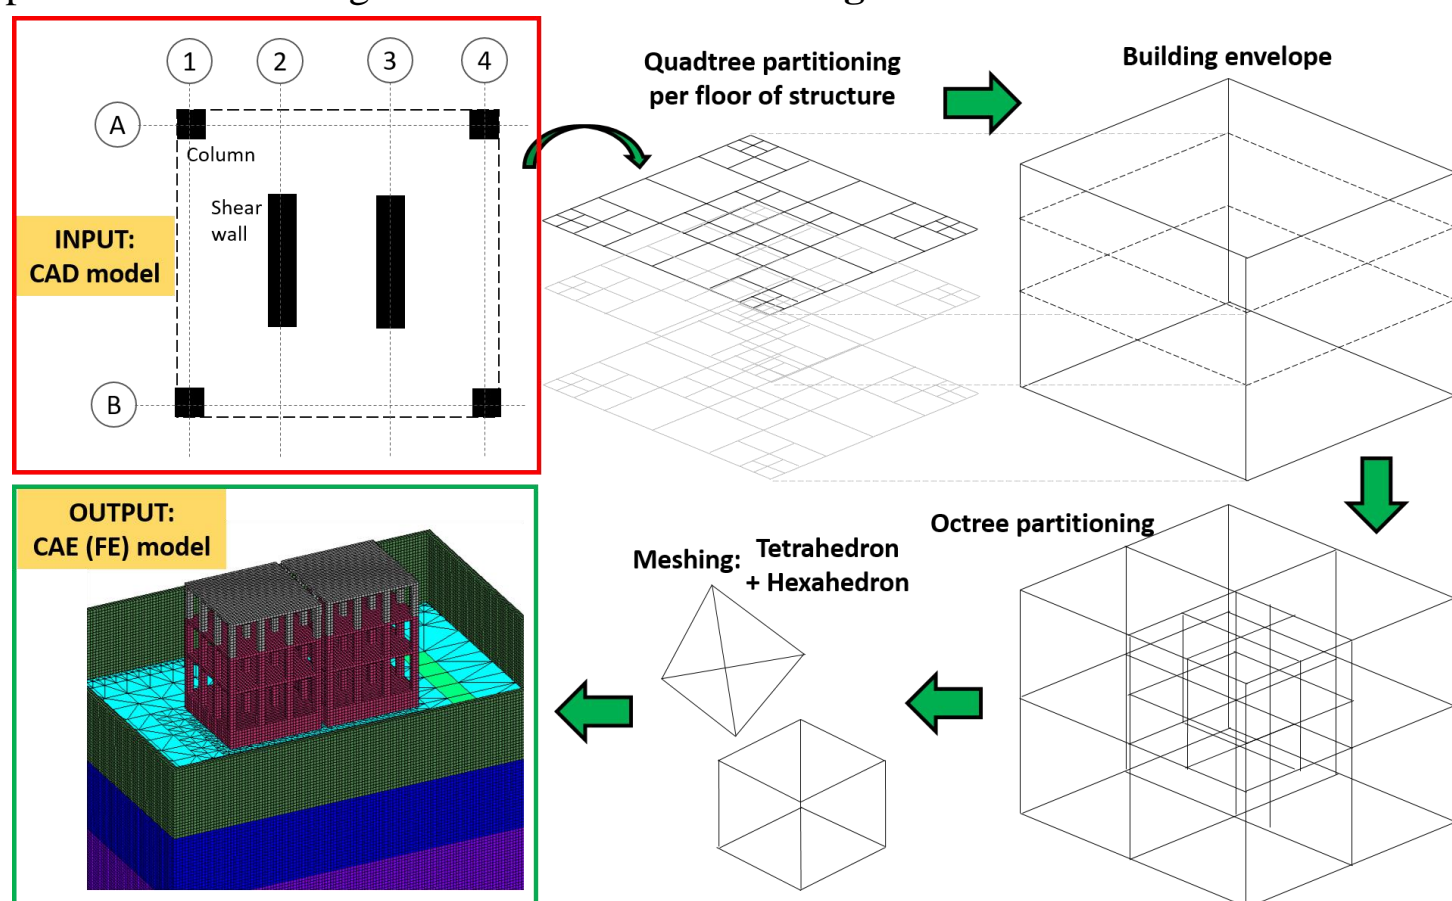 1 2 3 4
A
Column
Shear
wall
INPUT:
CAD model
B
Quadtree partitioning
per floor of structure
Building envelope
Octree partitioning
Meshing: Tetrahedron
+ Hexahedron
OUTPUT:
CAE (FE) model